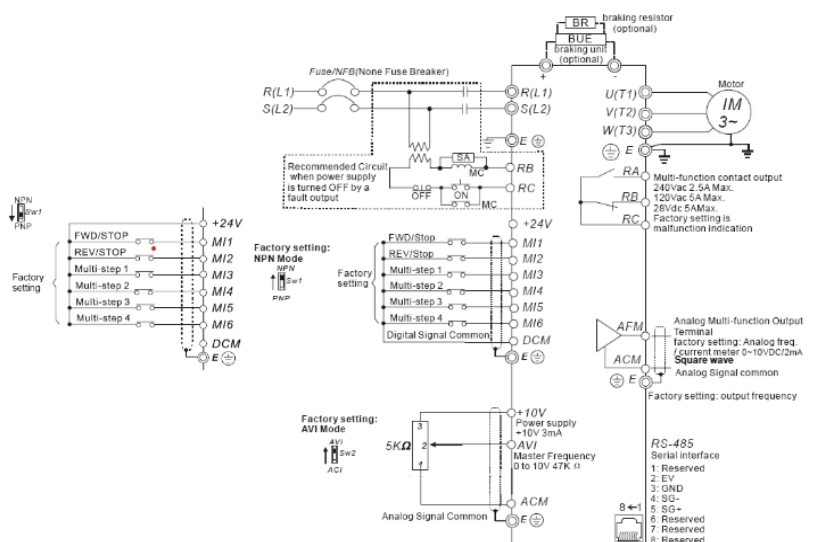 BR
braking resistor
(optional)
BUE
braking unit
(optional)
+
-
Fuse/NFB(None Fuse Breaker)
R(L1)
S(L2)
R(L1)
S(L2)
E
Recommended Circuit
when power supply
is turned OFF by a
fault output
SA
MC
RB
OFF
ON
MC
RC
U(T1)
V(T2)
W(T3)
E
Motor
IM
3~
RA
RB
RC
Multi-function contact output
240Vac 2.5A Max.
120Vac 5A Max.
28Vdc 5AMax.
Factory setting is
malfunction indication
NPN
Sw1
PNP
+24V
FWD/STOP
MI1
REV/STOP
MI2
Multi-step 1
MI3
Multi-step 2
MI4
Multi-step 3
MI5
Multi-step 4
MI6
DCM
E
Factory
setting
Factory setting:
NPN Mode
NPN
Sw1
PNP
Factory
setting
+24V
FWD/Stop
MI1
REV/Stop
MI2
Multi-step 1
MI3
Multi-step 2
MI4
Multi-step 3
MI5
Multi-step 4
MI6
Digital Signal Common
DCM
E
AFM
ACM
E
Analog Multi-function Output
Terminal
factory setting: Analog freq.
/ current meter 0~10VDC/2mA
Square wave
Analog Signal common
Factory setting: output frequency
Factory setting:
AVI Mode
AVI
Sw2
ACI
5KΩ
3
2
1
+10V
Power supply
+10V 3mA
AVI
Master Frequency
0 to 10V 47K Ω
ACM
Analog Signal Common
E
RS-485
Serial interface
1: Reserved
2: EV
3: GND
4: SG-
5: SG+
6: Reserved
7: Reserved
8: Reserved
8←1